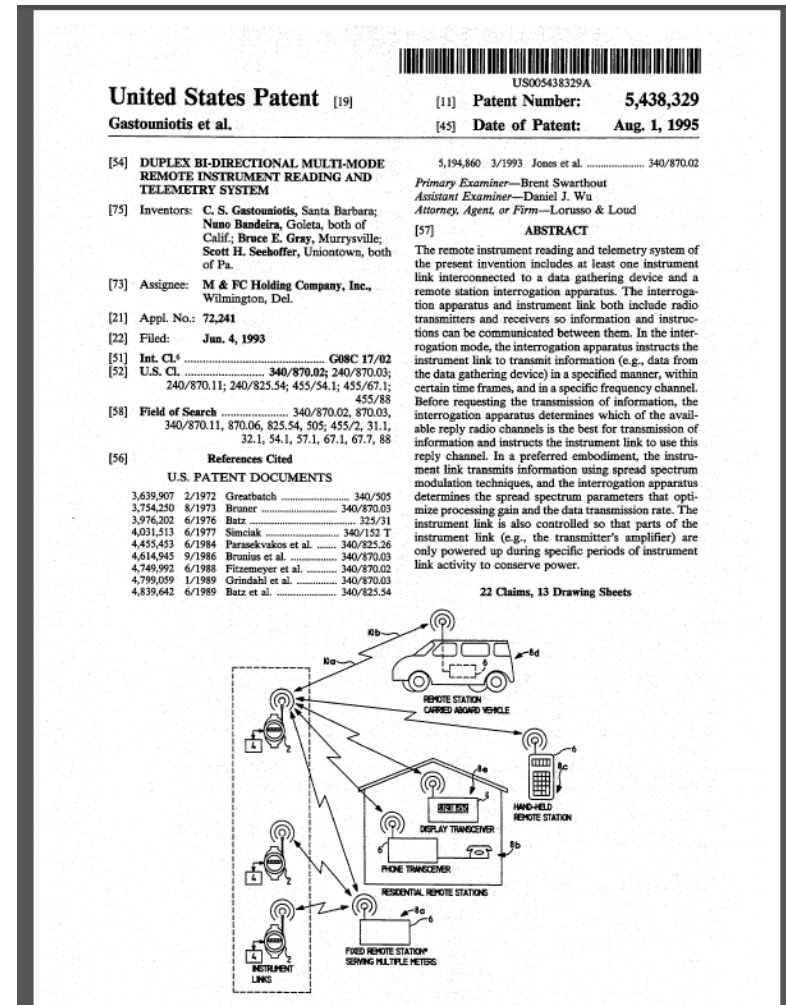 US005438329A
United States Patent [19]
[11] Patent Number: 5,438,329
Gastouniotis et al.
[45] Date of Patent: Aug. 1, 1995
[54] DUPLEX BI-DIRECTIONAL MULTI-MODE
REMOTE INSTRUMENT READING AND
TELEMETRY SYSTEM
[75] Inventors: C. S. Gastouniotis, Santa Barbara;
Nuno Bandeira, Goleta, both of
Calif.; Bruce E. Gray, Murrysville;
Scott H. Seehoffer, Uniontown, both
of Pa.
[73] Assignee: M & FC Holding Company, Inc.,
Wilmington, Del.
[21] Appl. No.: 72,241
[22] Filed: Jun. 4, 1993
[51] Int. Cl.⁶ ................................ G08C 17/02
[52] U.S. Cl. ........................ 340/870.02; 240/870.03;
240/870.11; 240/825.54; 455/54.1; 455/67.1;
455/88
[58] Field of Search .................. 340/870.02, 870.03,
340/870.11, 870.06, 825.54, 505; 455/2, 31.1,
32.1, 54.1, 57.1, 67.1, 67.7, 88
[56] References Cited
U.S. PATENT DOCUMENTS
3,639,907 2/1972 Greatbatch ..................... 340/505
3,754,250 8/1973 Bruner ..................... 340/870.03
3,976,202 6/1976 Batz ........................... 325/31
4,031,513 6/1977 Simciak .................... 340/152 T
4,455,453 6/1984 Parasekvakos et al. ....... 340/825.26
4,614,945 9/1986 Brunius et al. ............. 340/870.03
4,749,992 6/1988 Fitzemeyer et al. .......... 340/870.02
4,799,059 1/1989 Grindahl et al. ............ 340/870.03
4,839,642 6/1989 Batz et al. ................ 340/825.54
5,194,860 3/1993 Jones et al. ..................... 340/870.02
Primary Examiner—Brent Swarthout
Assistant Examiner—Daniel J. Wu
Attorney, Agent, or Firm—Lorusso & Loud
[57] ABSTRACT
The remote instrument reading and telemetry system of
the present invention includes at least one instrument
link interconnected to a data gathering device and a
remote station interrogation apparatus. The interroga-
tion apparatus and instrument link both include radio
transmitters and receivers so information and instruc-
tions can be communicated between them. In the inter-
rogation mode, the interrogation apparatus instructs the
instrument link to transmit information (e.g., data from
the data gathering device) in a specified manner, within
certain time frames, and in a specific frequency channel.
Before requesting the transmission of information, the
interrogation apparatus determines which of the avail-
able reply radio channels is the best for transmission of
information and instructs the instrument link to use this
reply channel. In a preferred embodiment, the instru-
ment link transmits information using spread spectrum
modulation techniques, and the interrogation apparatus
determines the spread spectrum parameters that opti-
mize processing gain and the data transmission rate. The
instrument link is also controlled so that parts of the
instrument link (e.g., the transmitter's amplifier) are
only powered up during specific periods of instrument
link activity to conserve power.
22 Claims, 13 Drawing Sheets
10b
10a
6
8d
REMOTE STATION
CARRIED ABOARD VEHICLE
4
2
6
8c
HAND-HELD
REMOTE STATION
8e
DISPLAY TRANSCEIVER
6
8b
PHONE TRANSCEIVER
RESIDENTIAL REMOTE STATIONS
4
2
8a
6
FIXED REMOTE STATION
SERVING MULTIPLE METERS
4
2
INSTRUMENT
LINKS